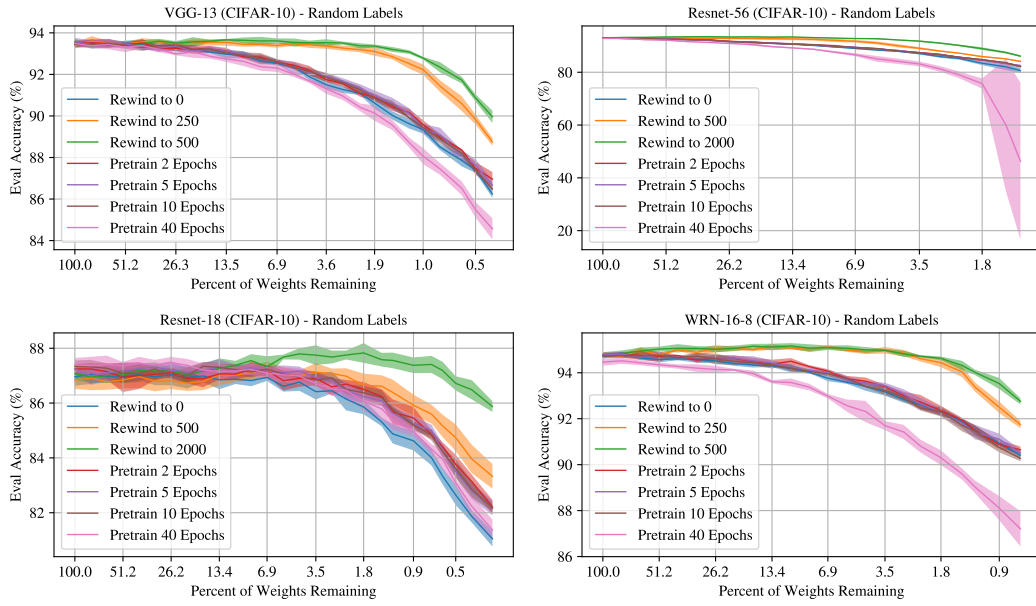 VGG-13 (CIFAR-10) - Random Labels
94
92
90
88
86
84
Eval Accuracy (%)
Rewind to 0
Rewind to 250
Rewind to 500
Pretrain 2 Epochs
Pretrain 5 Epochs
Pretrain 10 Epochs
Pretrain 40 Epochs
100.0 51.2 26.3 13.5 6.9 3.6 1.9 1.0 0.5
Percent of Weights Remaining
Resnet-56 (CIFAR-10) - Random Labels
80
60
40
20
Eval Accuracy (%)
Rewind to 0
Rewind to 500
Rewind to 2000
Pretrain 2 Epochs
Pretrain 5 Epochs
Pretrain 10 Epochs
Pretrain 40 Epochs
100.0 51.2 26.2 13.4 6.9 3.5 1.8
Percent of Weights Remaining
Resnet-18 (CIFAR-10) - Random Labels
88
86
84
82
Eval Accuracy (%)
Rewind to 0
Rewind to 500
Rewind to 2000
Pretrain 2 Epochs
Pretrain 5 Epochs
Pretrain 10 Epochs
Pretrain 40 Epochs
100.0 51.2 26.2 13.5 6.9 3.5 1.8 0.9 0.5
Percent of Weights Remaining
WRN-16-8 (CIFAR-10) - Random Labels
94
92
90
88
86
Eval Accuracy (%)
Rewind to 0
Rewind to 250
Rewind to 500
Pretrain 2 Epochs
Pretrain 5 Epochs
Pretrain 10 Epochs
Pretrain 40 Epochs
100.0 51.2 26.2 13.4 6.9 3.5 1.8 0.9
Percent of Weights Remaining